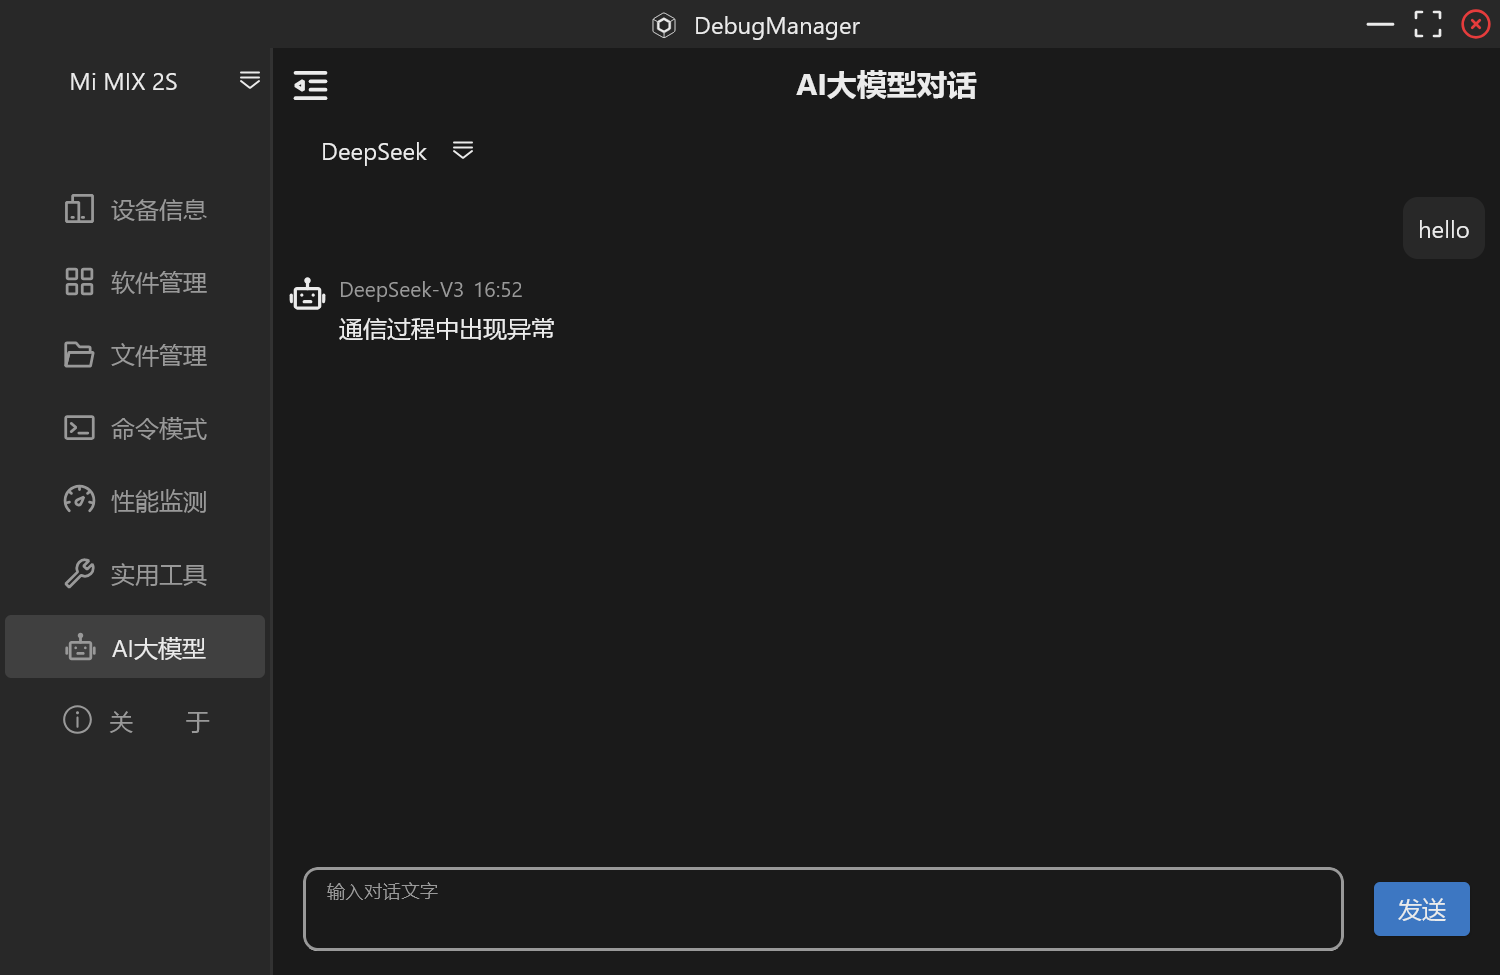 DebugManager
Mi MIX 2S
设备信息
软件管理
文件管理
命令模式
性能监测
实用工具
AI大模型
关 于
AI大模型对话
DeepSeek
hello
DeepSeek-V3 16:52
通信过程中出现异常
输入对话文字
发送